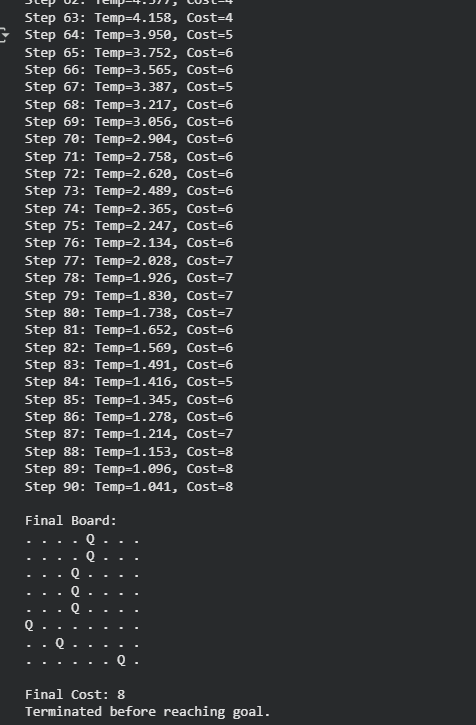 Step 62: Temp=4.377, Cost=4
Step 63: Temp=4.158, Cost=4
Step 64: Temp=3.950, Cost=5
Step 65: Temp=3.752, Cost=6
Step 66: Temp=3.565, Cost=6
Step 67: Temp=3.387, Cost=5
Step 68: Temp=3.217, Cost=6
Step 69: Temp=3.056, Cost=6
Step 70: Temp=2.904, Cost=6
Step 71: Temp=2.758, Cost=6
Step 72: Temp=2.620, Cost=6
Step 73: Temp=2.489, Cost=6
Step 74: Temp=2.365, Cost=6
Step 75: Temp=2.247, Cost=6
Step 76: Temp=2.134, Cost=6
Step 77: Temp=2.028, Cost=7
Step 78: Temp=1.926, Cost=7
Step 79: Temp=1.830, Cost=7
Step 80: Temp=1.738, Cost=7
Step 81: Temp=1.652, Cost=6
Step 82: Temp=1.569, Cost=6
Step 83: Temp=1.491, Cost=6
Step 84: Temp=1.416, Cost=5
Step 85: Temp=1.345, Cost=6
Step 86: Temp=1.278, Cost=6
Step 87: Temp=1.214, Cost=7
Step 88: Temp=1.153, Cost=8
Step 89: Temp=1.096, Cost=8
Step 90: Temp=1.041, Cost=8
Final Board:
. . . . Q . . .
. . . . Q . . .
. . . Q . . . .
. . . Q . . . .
. . . Q . . . .
Q . . . . . . .
. . Q . . . . .
. . . . . . Q .
Final Cost: 8
Terminated before reaching goal.